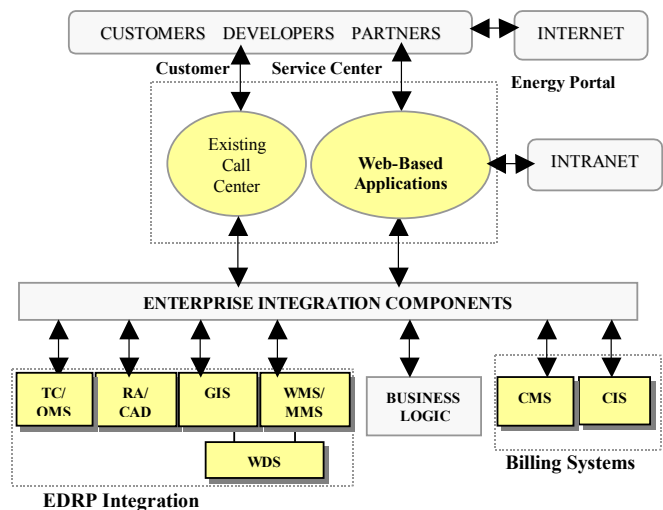 CUSTOMERS DEVELOPERS PARTNERS
INTERNET
Customer Service Center
Energy Portal
Existing
Call
Center
Web-Based
Applications
INTRANET
ENTERPRISE INTEGRATION COMPONENTS
TC/
OMS
RA/
CAD
GIS
WMS/
MMS
BUSINESS
LOGIC
CMS
CIS
WDS
Billing Systems
EDRP Integration